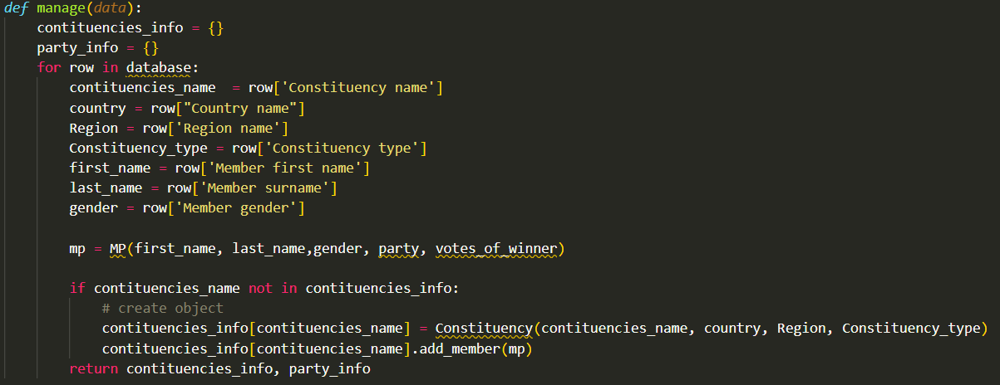 def manage(data):
    contituencies_info = {}
    party_info = {}
    for row in database:
        contituencies_name  = row['Constituency name']
        country = row["Country name"]
        Region = row['Region name']
        Constituency_type = row['Constituency type']
        first_name = row['Member first name']
        last_name = row['Member surname']
        gender = row['Member gender']
        mp = MP(first_name, last_name,gender, party, votes_of_winner)
        if contituencies_name not in contituencies_info:
            # create object
            contituencies_info[contituencies_name] = Constituency(contituencies_name, country, Region, Constituency_type)
            contituencies_info[contituencies_name].add_member(mp)
        return contituencies_info, party_info